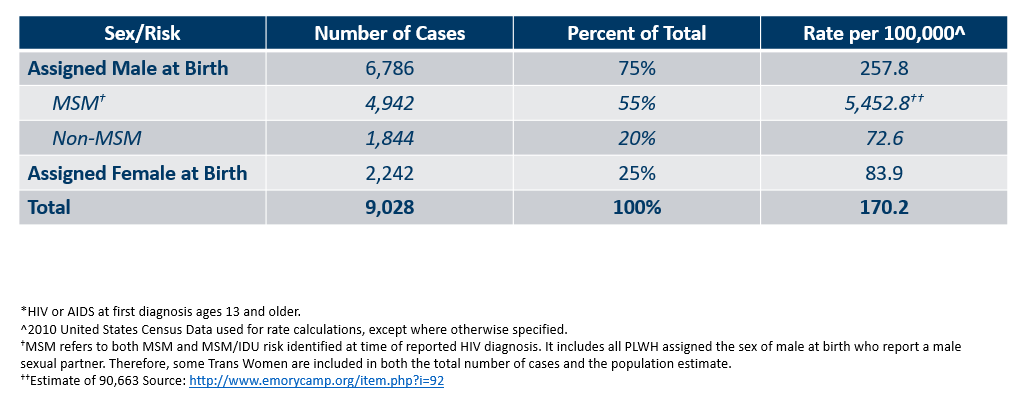 Sex/Risk Number of Cases Percent of Total Rate per 100,000^
Assigned Male at Birth 6,786 75% 257.8
MSM† 4,942 55% 5,452.8††
Non-MSM 1,844 20% 72.6
Assigned Female at Birth 2,242 25% 83.9
Total 9,028 100% 170.2
*HIV or AIDS at first diagnosis ages 13 and older.
^2010 United States Census Data used for rate calculations, except where otherwise specified.
†MSM refers to both MSM and MSM/IDU risk identified at time of reported HIV diagnosis. It includes all PLWH assigned the sex of male at birth who report a male
sexual partner. Therefore, some Trans Women are included in both the total number of cases and the population estimate.
††Estimate of 90,663 Source: http://www.emorycamp.org/item.php?i=92